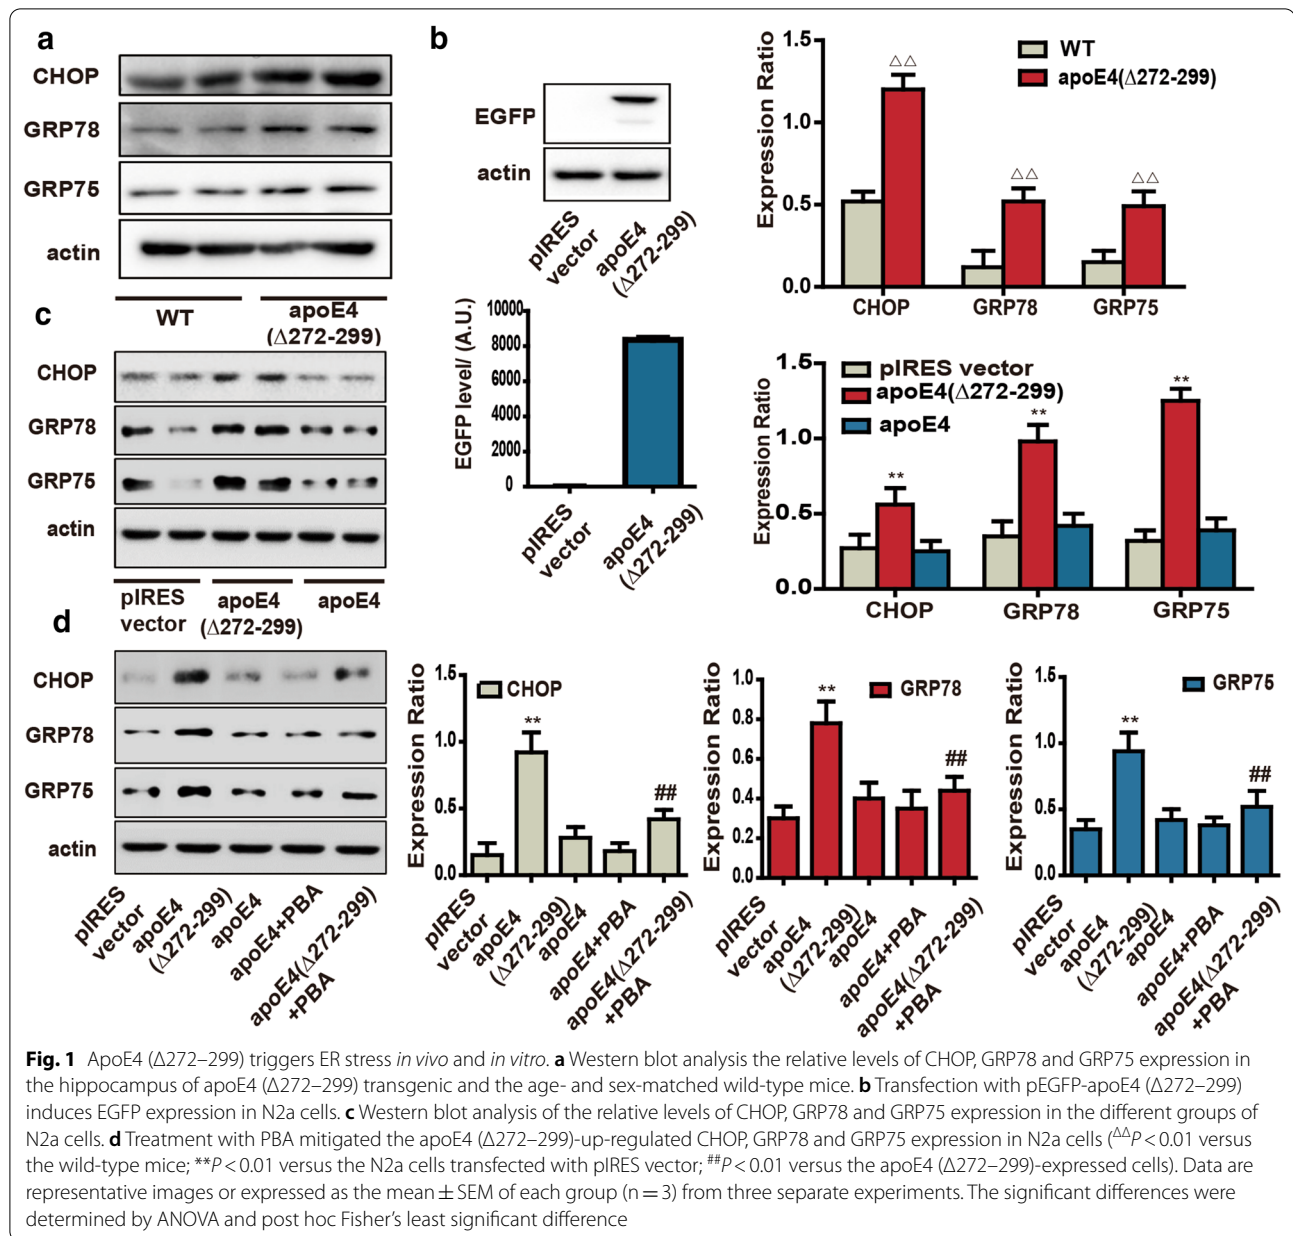 a
CHOP
GRP78
GRP75
actin
WT
apoE4
(Δ272-299)
b
EGFP
actin
pIRES
vector
apoE4
(Δ272-299)
EGFP level/ (A.U.)
10000
8000
6000
4000
2000
0
pIRES
vector
apoE4
(Δ272-299)
Expression Ratio
1.5
1.0
0.5
0.0
WT
apoE4(Δ272-299)
△△
△△
△△
CHOP
GRP78
GRP75
c
CHOP
GRP78
GRP75
actin
pIRES
vector
apoE4
(Δ272-299)
apoE4
Expression Ratio
1.5
1.0
0.5
0.0
pIRES vector
apoE4(Δ272-299)
apoE4
**
**
**
CHOP
GRP78
GRP75
d
CHOP
GRP78
GRP75
actin
pIRES
vector
apoE4
(Δ272-299)
apoE4
apoE4+PBA
apoE4(Δ272-299)
+PBA
Expression Ratio
1.5
1.0
0.5
0.0
CHOP
**
##
pIRES
vector
apoE4
(Δ272-299)
apoE4
apoE4+PBA
apoE4(Δ272-299)
+PBA
Expression Ratio
1.0
0.8
0.6
0.4
0.2
0.0
GRP78
**
##
pIRES
vector
apoE4
(Δ272-299)
apoE4
apoE4+PBA
apoE4(Δ272-299)
+PBA
Expression Ratio
1.5
1.0
0.5
0.0
GRP75
**
##
pIRES
vector
apoE4
(Δ272-299)
apoE4
apoE4+PBA
apoE4(Δ272-299)
+PBA
Fig. 1 ApoE4 (Δ272–299) triggers ER stress in vivo and in vitro. a Western blot analysis the relative levels of CHOP, GRP78 and GRP75 expression in
the hippocampus of apoE4 (Δ272–299) transgenic and the age- and sex-matched wild-type mice. b Transfection with pEGFP-apoE4 (Δ272–299)
induces EGFP expression in N2a cells. c Western blot analysis of the relative levels of CHOP, GRP78 and GRP75 expression in the different groups of
N2a cells. d Treatment with PBA mitigated the apoE4 (Δ272–299)-up-regulated CHOP, GRP78 and GRP75 expression in N2a cells (ΔΔP < 0.01 versus
the wild-type mice; **P < 0.01 versus the N2a cells transfected with pIRES vector; ##P < 0.01 versus the apoE4 (Δ272–299)-expressed cells). Data are
representative images or expressed as the mean ± SEM of each group (n = 3) from three separate experiments. The significant differences were
determined by ANOVA and post hoc Fisher's least significant difference